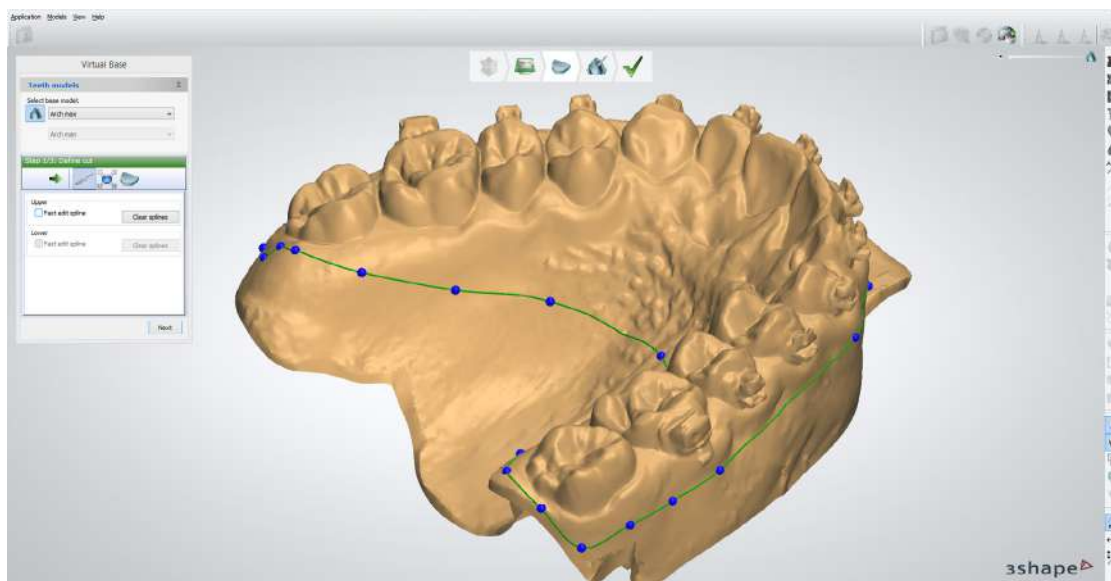 Application Models View Help
Virtual Base
Teeth models
Select base model:
Arch max
Arch max
Step 1/3: Define cut
Upper
Fast edit spline
Clear splines
Lower
Fast edit spline
Clear splines
Next
3shape